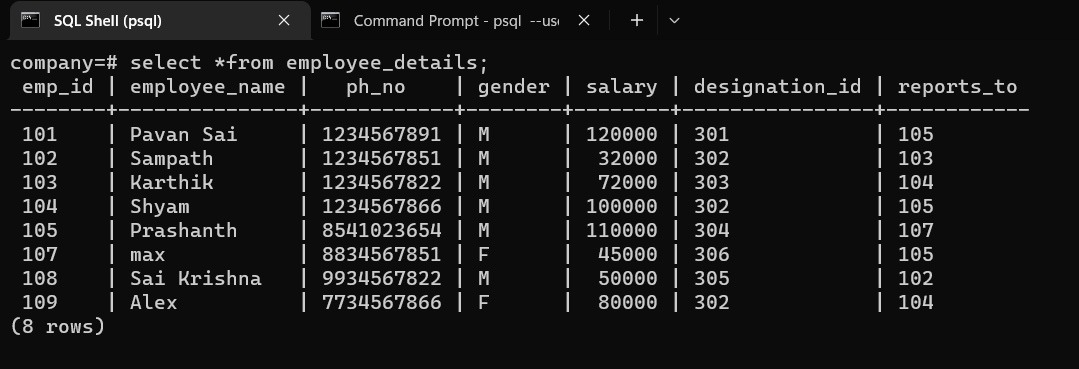 SQL Shell (psql)
Command Prompt - psql --use
company=# select *from employee_details;
 emp_id | employee_name |   ph_no    | gender | salary | designation_id | reports_to
--------+---------------+------------+--------+--------+----------------+------------
 101    | Pavan Sai     | 1234567891 | M      | 120000 | 301            | 105
 102    | Sampath       | 1234567851 | M      |  32000 | 302            | 103
 103    | Karthik       | 1234567822 | M      |  72000 | 303            | 104
 104    | Shyam         | 1234567866 | M      | 100000 | 302            | 105
 105    | Prashanth     | 8541023654 | M      | 110000 | 304            | 107
 107    | max           | 8834567851 | F      |  45000 | 306            | 105
 108    | Sai Krishna   | 9934567822 | M      |  50000 | 305            | 102
 109    | Alex          | 7734567866 | F      |  80000 | 302            | 104
(8 rows)